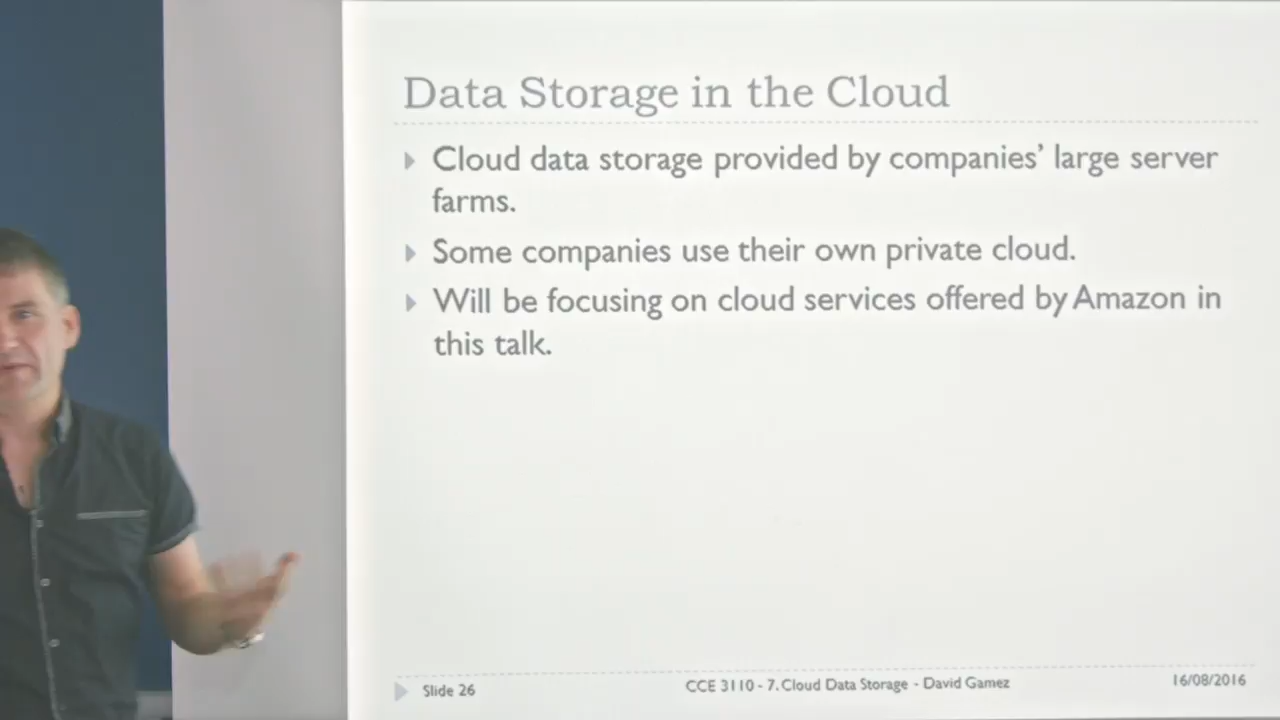 Data Storage in the Cloud
Cloud data storage provided by companies’ large server
farms.
Some companies use their own private cloud.
Will be focusing on cloud services offered by Amazon in
this talk.
Slide 26
CCE 3110 - 7. Cloud Data Storage - David Gamez
16/08/2016